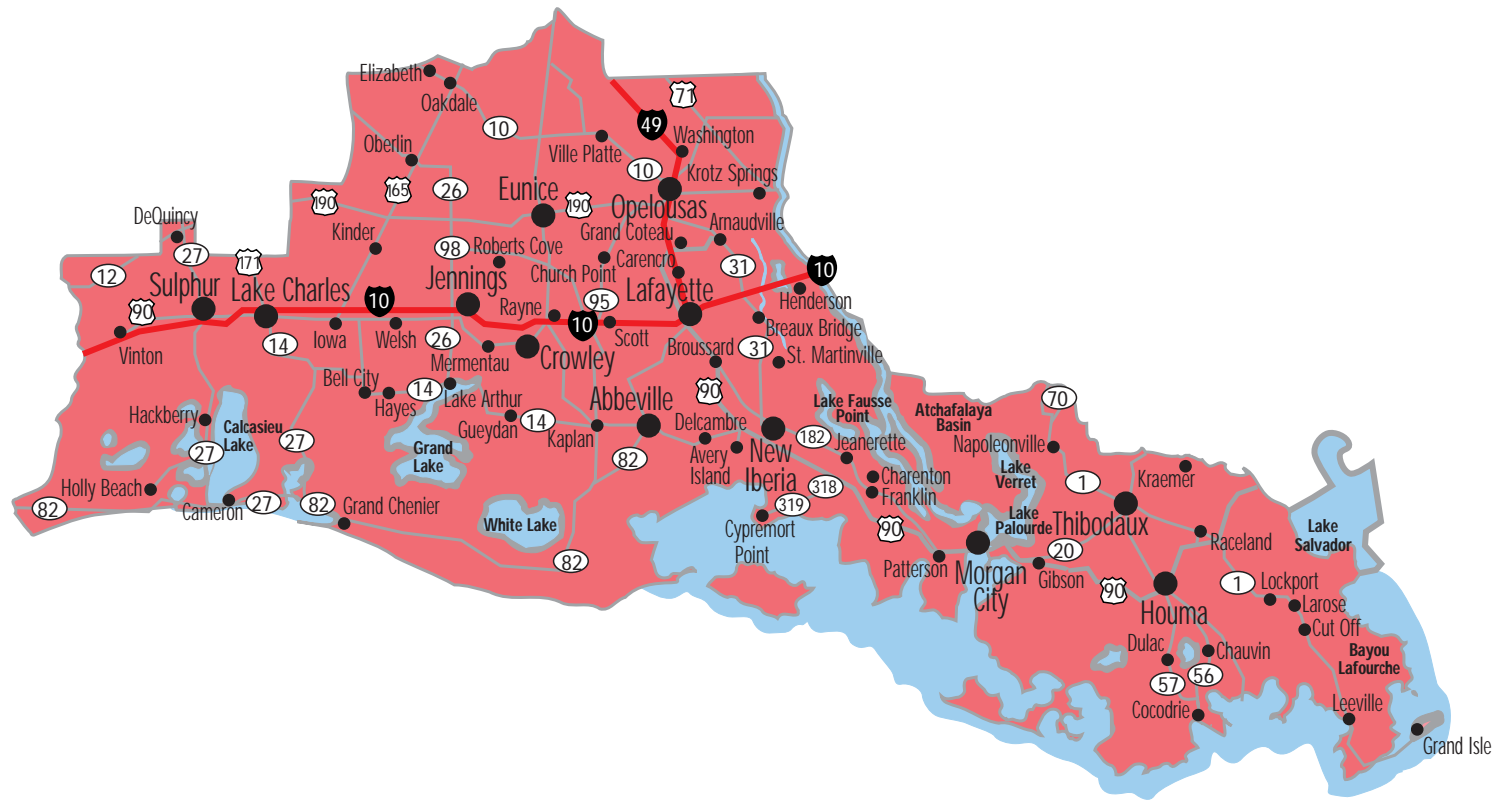 Elizabeth
Oakdale
71
49
10
Washington
Oberlin
Ville Platte
10
Krotz Springs
165
26
Eunice
190
190
Opelousas
DeQuincy
Kinder
Grand Coteau
Arnaudville
27
171
98
Roberts Cove
Church Point
Carencro
31
10
12
Sulphur
Lake Charles
10
Jennings
Lafayette
Henderson
90
Rayne
95
10
Scott
Breaux Bridge
Vinton
14
Iowa
Welsh
26
Mermentau
Crowley
Broussard
31
St. Martinville
Bell City
Hayes
14
Lake Arthur
Abbeville
90
Lake Fausse
Point
Atchafalaya
Basin
70
Hackberry
Calcasieu
Lake
27
27
Grand
Lake
Gueydan
14
Kaplan
82
Delcambre
Avery
Island
New
Iberia
182
Jeanerette
Napoleonville
Lake
Verret
Kraemer
Holly Beach
82
Cameron
27
82
Grand Chenier
White Lake
82
Cypremort
Point
319
318
Charenton
Franklin
90
Patterson
Morgan
City
Lake
Palourde
1
Thibodaux
20
Gibson
90
Raceland
Lake
Salvador
Houma
1
Lockport
Larose
Cut Off
Bayou
Lafourche
Dulac
Chauvin
57
56
Cocodrie
Leeville
Grand Isle